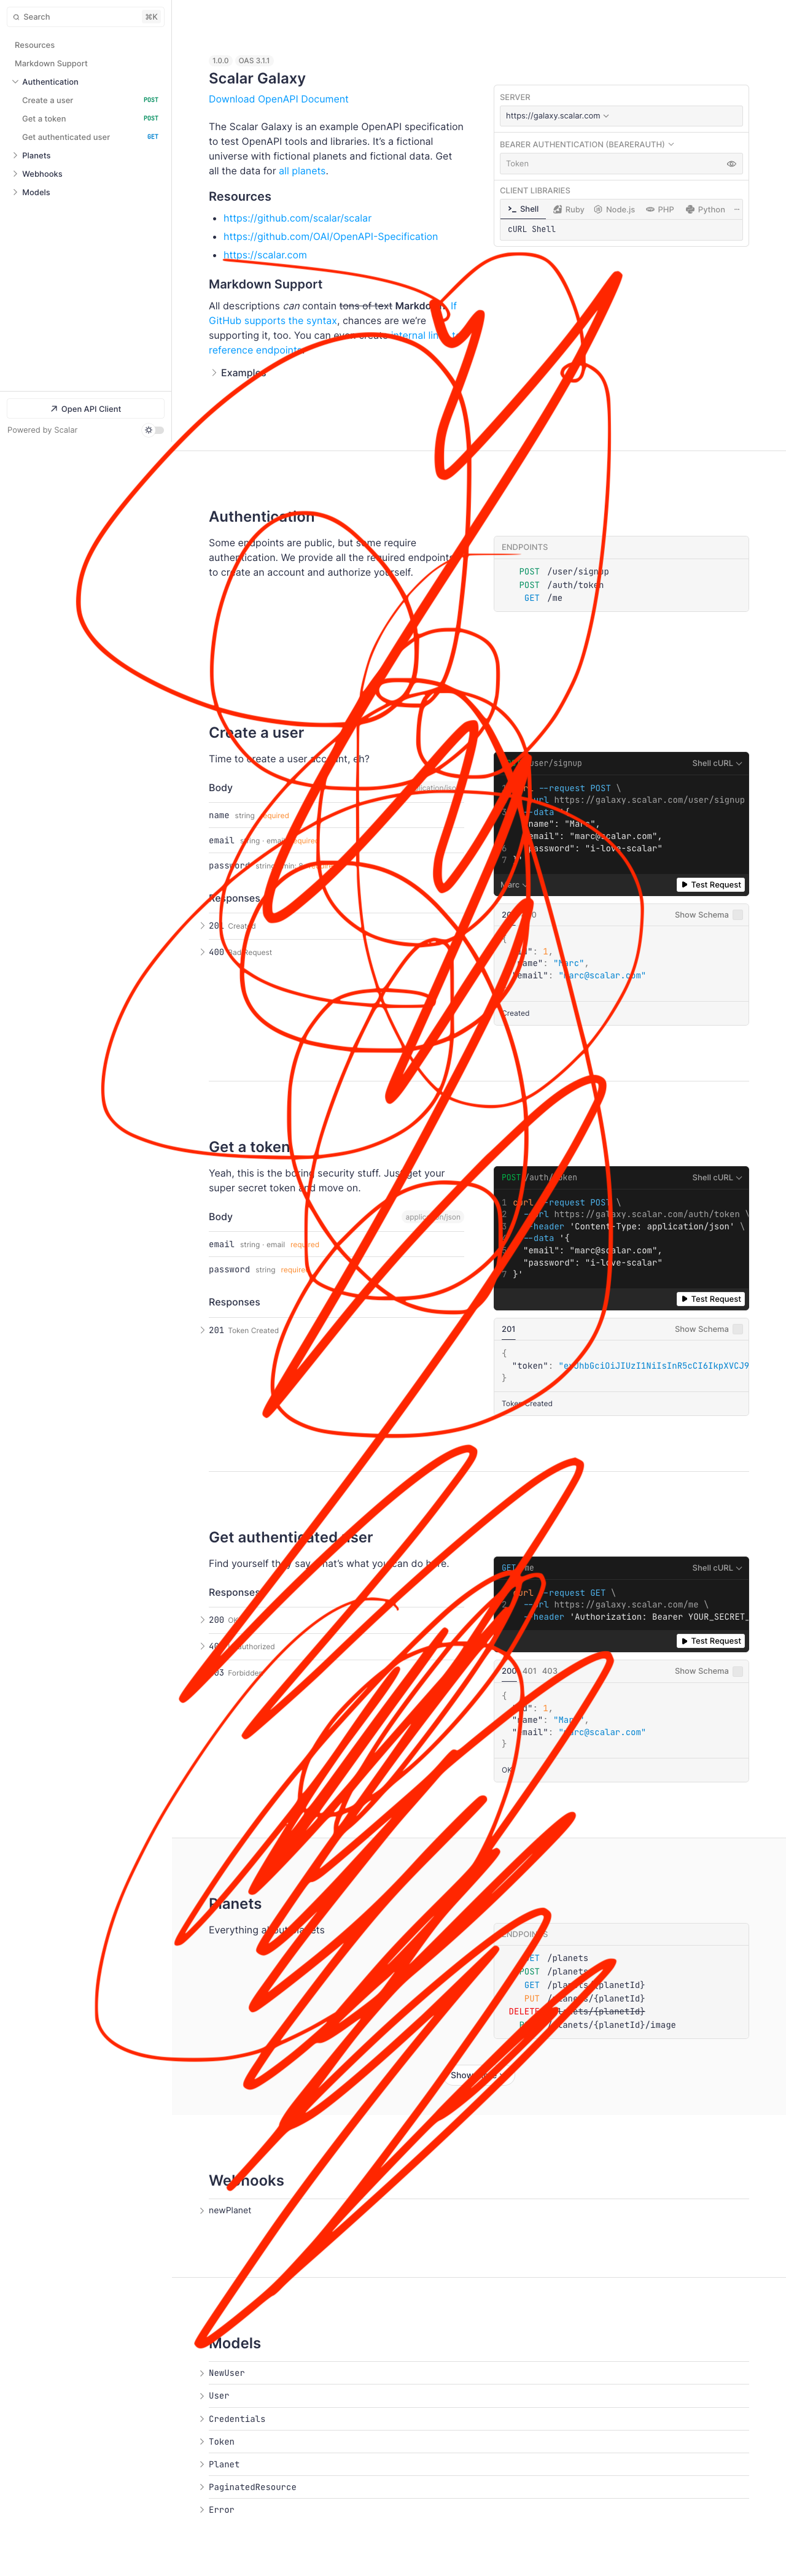 Search
⌘K
Resources
Markdown Support
Authentication
Create a user POST
Get a token POST
Get authenticated user GET
Planets
Webhooks
Models
Open API Client
Powered by Scalar
1.0.0 OAS 3.1.1
Scalar Galaxy
Download OpenAPI Document
The Scalar Galaxy is an example OpenAPI specification
to test OpenAPI tools and libraries. It's a fictional
universe with fictional planets and fictional data. Get
all the data for all planets.
Resources
https://github.com/scalar/scalar
https://github.com/OAI/OpenAPI-Specification
https://scalar.com
Markdown Support
All descriptions can contain tons of text Markdown. If
GitHub supports the syntax, chances are we're
supporting it, too. You can even create internal links to
reference endpoints.
Examples
SERVER
https://galaxy.scalar.com
BEARER AUTHENTICATION (BEARERAUTH)
Token
CLIENT LIBRARIES
Shell Ruby Node.js PHP Python
cURL Shell
Authentication
Some endpoints are public, but some require
authentication. We provide all the required endpoints
to create an account and authorize yourself.
ENDPOINTS
POST /user/signup
POST /auth/token
GET /me
Create a user
Time to create a user account, eh?
Body
name string required
email string · email required
password string
Responses
201 Created
400 Bad Request
/user/signup Shell cURL
curl --request POST \
--url https://galaxy.scalar.com/user/signup
--data '{
"name": "Marc",
"email": "marc@scalar.com",
6 "password": "i-love-scalar"
7 }'
Marc
Test Request
Show Schema
{
"id": 1,
"name": "Marc",
"email": "marc@scalar.com"
Created
Get a token
Yeah, this is the boring security stuff. Just get your
super secret token and move on.
Body application/json
email string · email required
password string required
Responses
201 Token Created
POST /auth/token Shell cURL
1 curl --request POST \
2 --url https://galaxy.scalar.com/auth/token \
3 --header 'Content-Type: application/json' \
--data '{
"email": "marc@scalar.com",
"password": "i-love-scalar"
7 }'
Test Request
201 Show Schema
{
"token": "eyJhbGciOiJIUzI1NiIsInR5cCI6IkpXVCJ9
}
Token Created
Get authenticated user
Find yourself they say. That's what you can do here.
Responses
200 OK
401 Unauthorized
403 Forbidden
GET /me Shell cURL
curl --request GET \
2 --url https://galaxy.scalar.com/me \
--header 'Authorization: Bearer YOUR_SECRET_
Test Request
200 401 403 Show Schema
{
"id": 1,
"name": "Marc",
"email": "marc@scalar.com"
}
OK
Planets
Everything about planets
ENDPOINTS
GET /planets
POST /planets
GET /planets/{planetId}
PUT /planets/{planetId}
DELETE /planets/{planetId}
POST /planets/{planetId}/image
Show More
Webhooks
newPlanet
Models
NewUser
User
Credentials
Token
Planet
PaginatedResource
Error